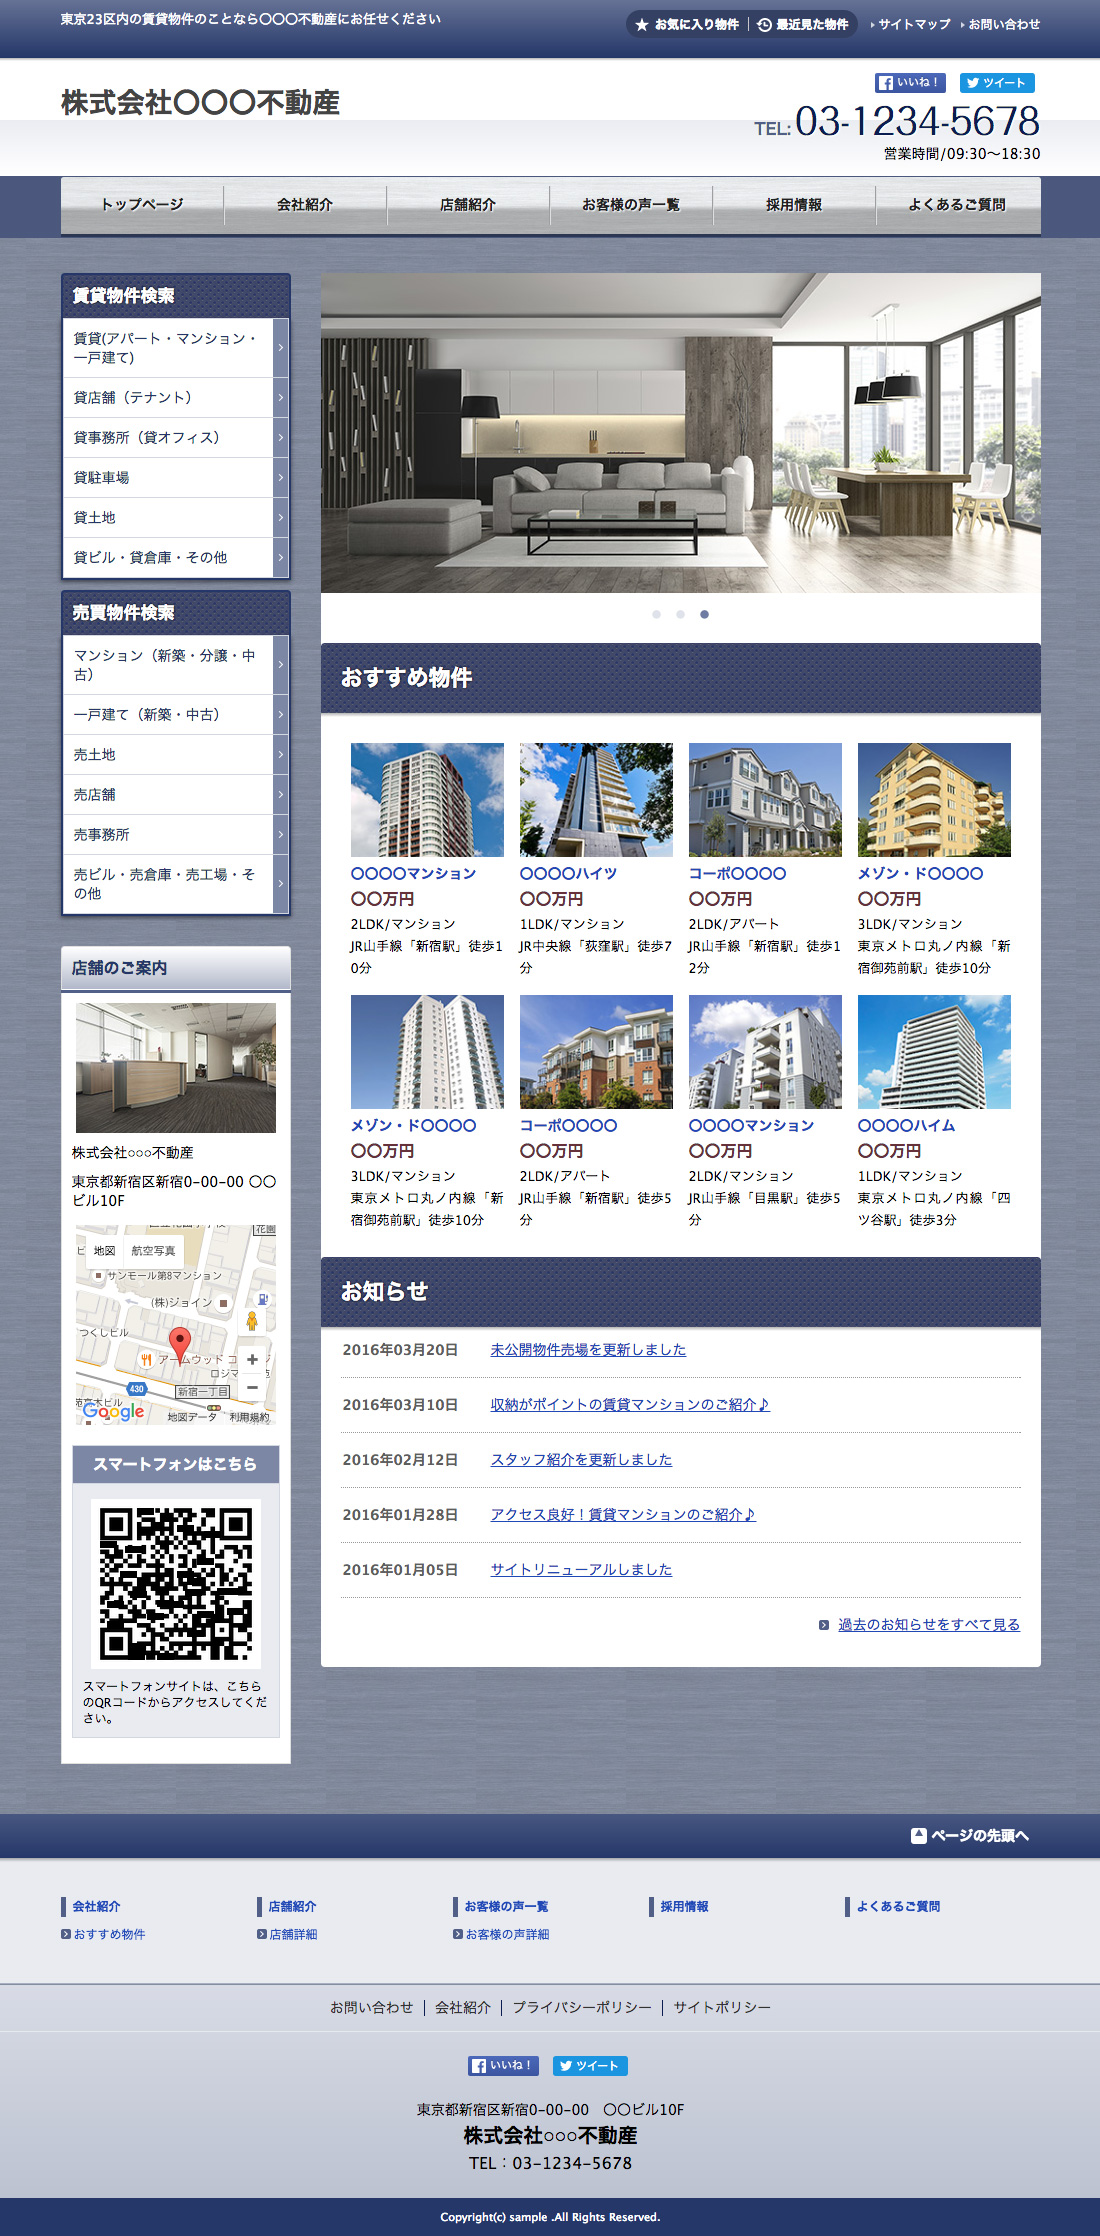 東京23区内の賃貸物件のことなら〇〇〇不動産にお任せください
お気に入り物件
最近見た物件
サイトマップ
お問い合わせ
株式会社〇〇〇不動産
いいね！
ツイート
TEL: 03-1234-5678
営業時間/09:30〜18:30
トップページ
会社紹介
店舗紹介
お客様の声一覧
採用情報
よくあるご質問
賃貸物件検索
賃貸(アパート・マンション・
一戸建て)
貸店舗（テナント）
貸事務所（貸オフィス）
貸駐車場
貸土地
貸ビル・貸倉庫・その他
売買物件検索
マンション（新築・分譲・中
古）
一戸建て（新築・中古）
売土地
売店舗
売事務所
売ビル・売倉庫・売工場・そ
の他
店舗のご案内
株式会社○○○不動産
東京都新宿区新宿0−00−00 〇〇
ビル10F
地図
航空写真
花園
サンモール第8マンション
(株)ジョイン
つくしビル
アームウッド コ
ロジマ
新宿一丁目
430
Google
地図データ
利用規約
スマートフォンはこちら
スマートフォンサイトは、こちら
のQRコードからアクセスしてくだ
さい。
おすすめ物件
〇〇〇〇マンション
〇〇万円
2LDK/マンション
JR山手線「新宿駅」徒歩1
0分
〇〇〇〇ハイツ
〇〇万円
1LDK/マンション
JR中央線「荻窪駅」徒歩7
分
コーポ〇〇〇〇
〇〇万円
2LDK/アパート
JR山手線「新宿駅」徒歩1
2分
メゾン・ド〇〇〇〇
〇〇万円
3LDK/マンション
東京メトロ丸ノ内線「新
宿御苑前駅」徒歩10分
メゾン・ド〇〇〇〇
〇〇万円
3LDK/マンション
東京メトロ丸ノ内線「新
宿御苑前駅」徒歩10分
コーポ〇〇〇〇
〇〇万円
2LDK/アパート
JR山手線「新宿駅」徒歩5
分
〇〇〇〇マンション
〇〇万円
2LDK/マンション
JR山手線「目黒駅」徒歩5
分
〇〇〇〇ハイム
〇〇万円
1LDK/マンション
東京メトロ丸ノ内線「四
ツ谷駅」徒歩3分
お知らせ
2016年03月20日 未公開物件売場を更新しました
2016年03月10日 収納がポイントの賃貸マンションのご紹介♪
2016年02月12日 スタッフ紹介を更新しました
2016年01月28日 アクセス良好！賃貸マンションのご紹介♪
2016年01月05日 サイトリニューアルしました
過去のお知らせをすべて見る
ページの先頭へ
会社紹介
おすすめ物件
店舗紹介
店舗詳細
お客様の声一覧
お客様の声詳細
採用情報
よくあるご質問
お問い合わせ
会社紹介
プライバシーポリシー
サイトポリシー
いいね！
ツイート
東京都新宿区新宿0−00−00　〇〇ビル10F
株式会社○○○不動産
TEL：03−1234−5678
Copyright(c) sample .All Rights Reserved.